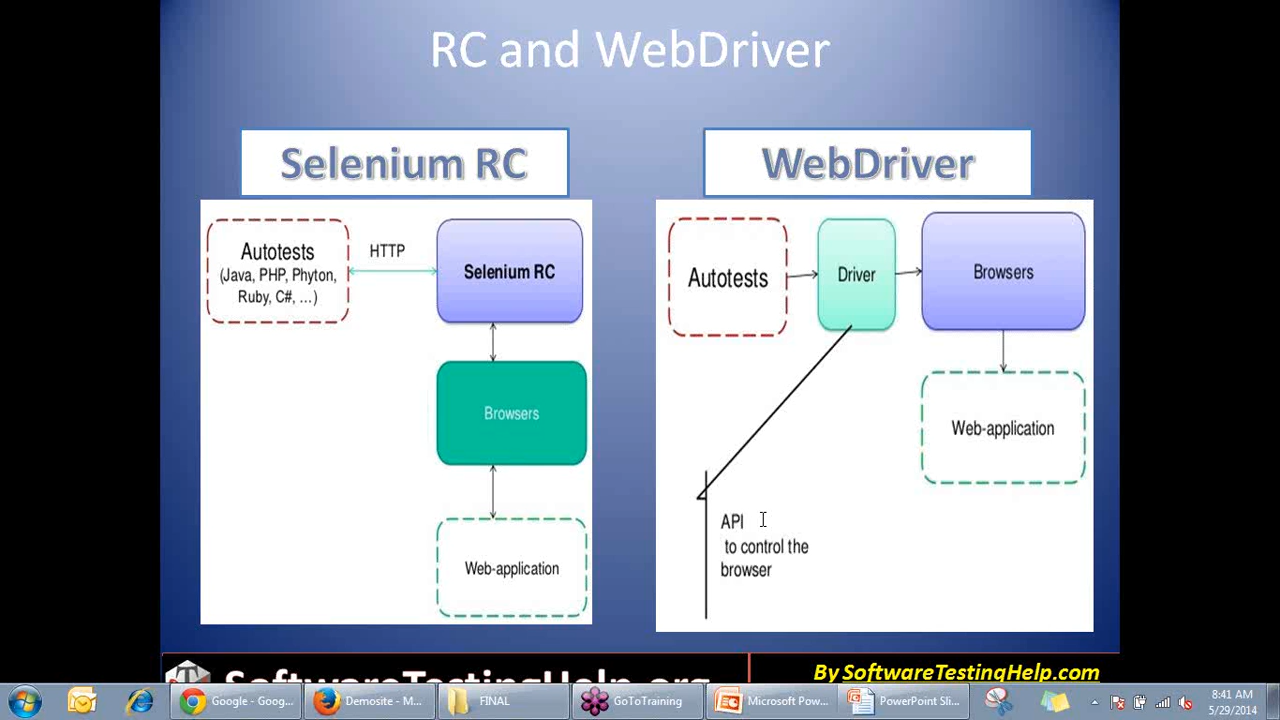 RC and WebDriver
Selenium RC
WebDriver
Autotests
(Java, PHP, Phyton,
Ruby, C#, ...)
HTTP
Selenium RC
Browsers
Web-application
Autotests
Driver
Browsers
Web-application
API
to control the
browser
SoftwareTestingHelp.org
By SoftwareTestingHelp.com
Google - Goog...
Demosite - M...
FINAL
GoToTraining
Microsoft Pow...
PowerPoint Sli...
8:41 AM
5/29/2014